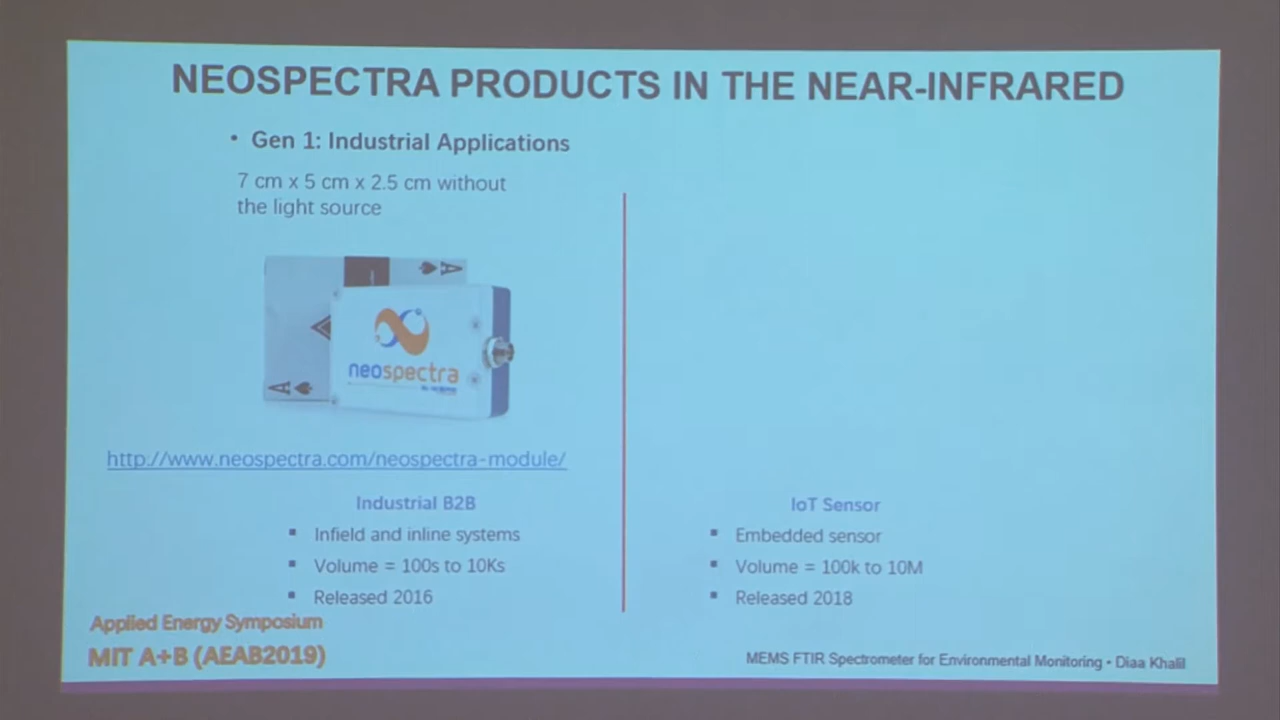 NEOSPECTRA PRODUCTS IN THE NEAR-INFRARED
• Gen 1: Industrial Applications
7 cm x 5 cm x 2.5 cm without
the light source
A
A
neospectra
http://www.neospectra.com/neospectra-module/
Industrial B2B
▪ Infield and inline systems
▪ Volume = 100s to 10Ks
▪ Released 2016
IoT Sensor
▪ Embedded sensor
▪ Volume = 100k to 10M
▪ Released 2018
Applied Energy Symposium
MIT A+B (AEAB2019)
MEMS FTIR Spectrometer for Environmental Monitoring • Diaa Khalil